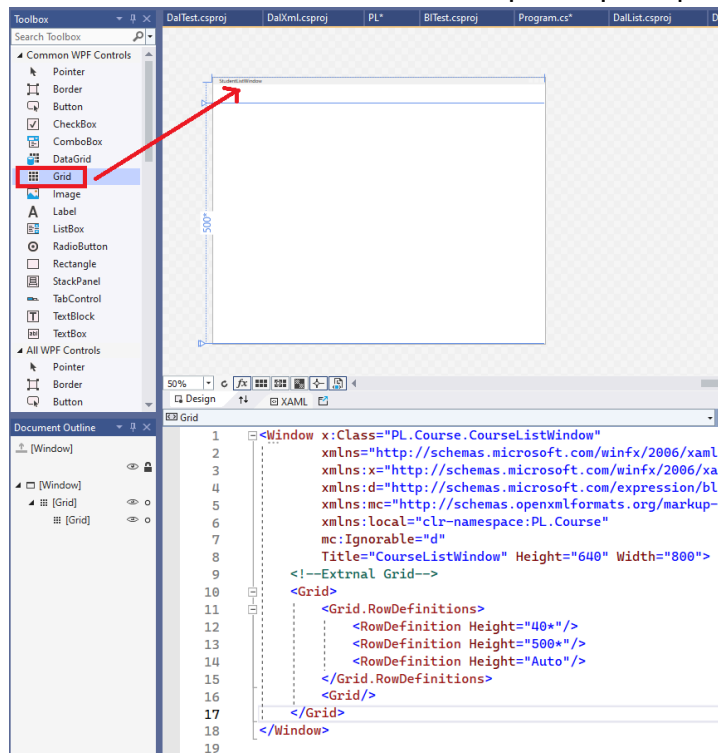 Toolbox
Search Toolbox
Common WPF Controls
Pointer
Border
Button
CheckBox
ComboBox
DataGrid
Grid
Image
Label
ListBox
RadioButton
Rectangle
StackPanel
TabControl
TextBlock
TextBox
All WPF Controls
Pointer
Border
Button
Document Outline
[Window]
[Window]
[Grid]
[Grid]
DalTest.csproj DalXml.csproj PL* BlTest.csproj Program.cs* DalList.csproj D
StudentListWindow
500*
50% fx
Design XAML
Grid
1 <Window x:Class="PL.Course.CourseListWindow"
2 xmlns="http://schemas.microsoft.com/winfx/2006/xaml
3 xmlns:x="http://schemas.microsoft.com/winfx/2006/xa
4 xmlns:d="http://schemas.microsoft.com/expression/bl
5 xmlns:mc="http://schemas.openxmlformats.org/markup-
6 xmlns:local="clr-namespace:PL.Course"
7 mc:Ignorable="d"
8 Title="CourseListWindow" Height="640" Width="800">
9 <!--Extrnal Grid-->
10 <Grid>
11 <Grid.RowDefinitions>
12 <RowDefinition Height="40*"/>
13 <RowDefinition Height="500*"/>
14 <RowDefinition Height="Auto"/>
15 </Grid.RowDefinitions>
16 <Grid/>
17 </Grid>
18 </Window>
19